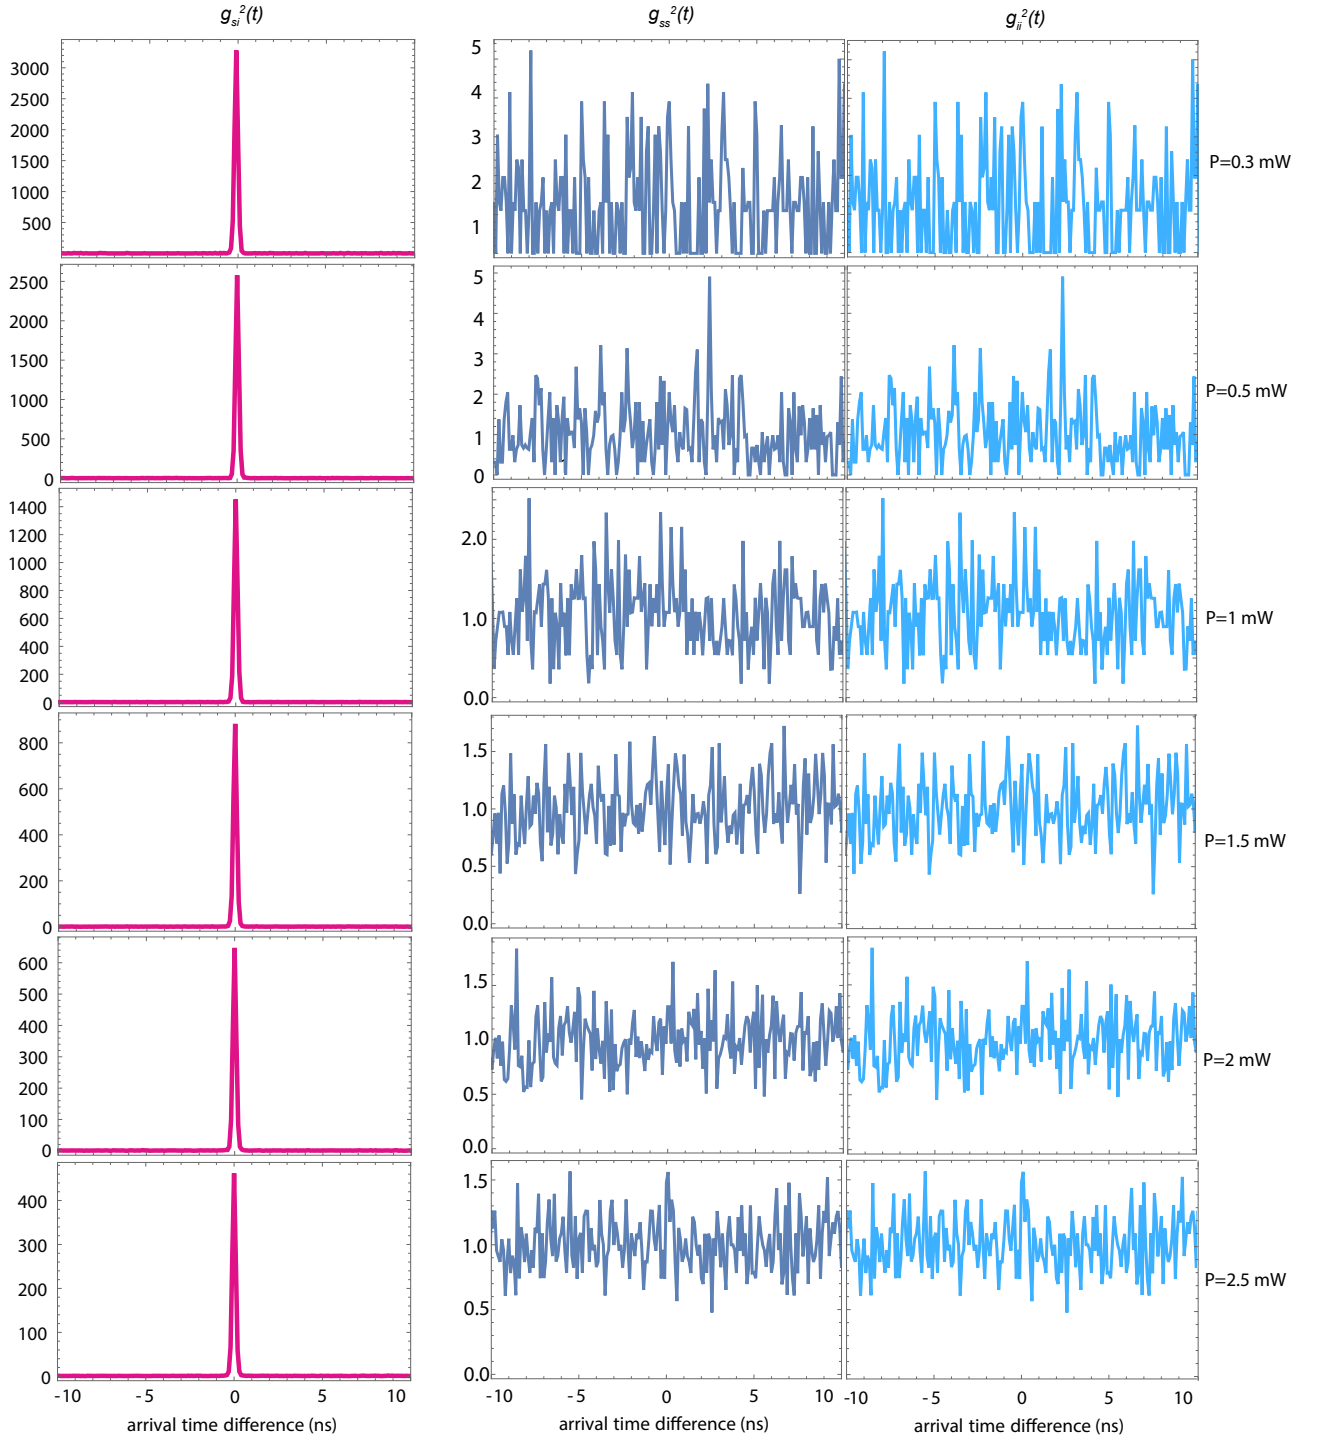 g_si^2(t) g_ss^2(t) g_ii^2(t)
3000 2500 2000 1500 1000 500
5 4 3 2 1
P=0.3 mW
2500 2000 1500 1000 500 0
5 4 3 2 1 0
P=0.5 mW
1400 1200 1000 800 600 400 200 0
2.0 1.0 0.0
P=1 mW
800 600 400 200 0
1.5 1.0 0.5 0.0
P=1.5 mW
600 500 400 300 200 100 0
1.5 1.0 0.5 0.0
P=2 mW
400 300 200 100 0
1.5 1.0 0.5 0.0
P=2.5 mW
-10 -5 0 5 10 -10 -5 0 5 10 -10 -5 0 5 10
arrival time difference (ns) arrival time difference (ns) arrival time difference (ns)